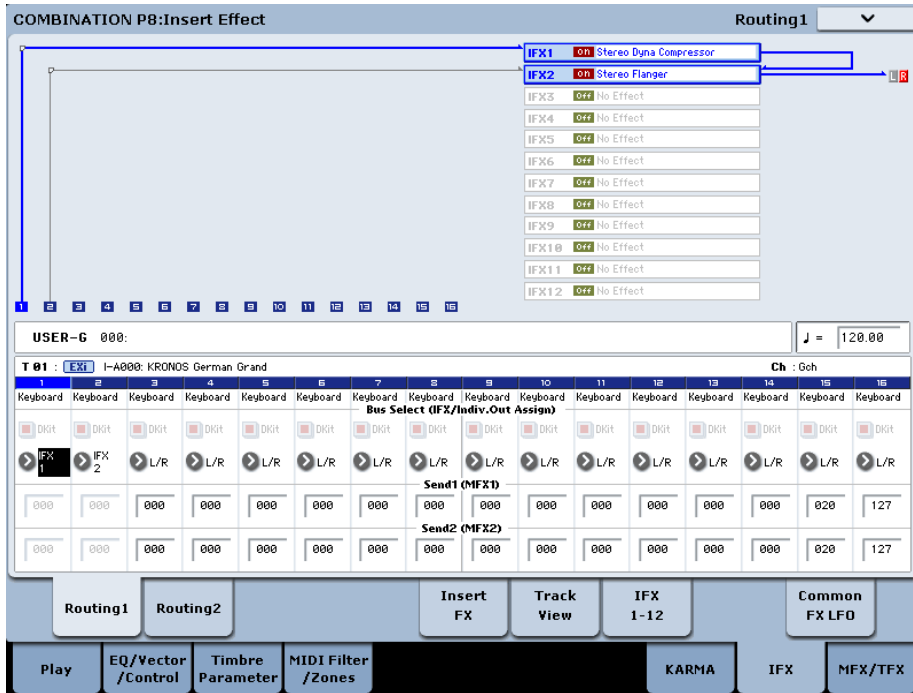 COMBINATION P8:Insert Effect Routing1
IFX1 On Stereo Dyna Compressor
IFX2 On Stereo Flanger L R
IFX3 Off No Effect
IFX4 Off No Effect
IFX5 Off No Effect
IFX6 Off No Effect
IFX7 Off No Effect
IFX8 Off No Effect
IFX9 Off No Effect
IFX10 Off No Effect
IFX11 Off No Effect
IFX12 Off No Effect
1 2 3 4 5 6 7 8 9 10 11 12 13 14 15 16
USER-G 000: ♩ = 120.00
T 01 : EXi I-A000: KRONOS German Grand Ch : Gch
1 2 3 4 5 6 7 8 9 10 11 12 13 14 15 16
Keyboard Keyboard Keyboard Keyboard Keyboard Keyboard Keyboard Keyboard Keyboard Keyboard Keyboard Keyboard Keyboard Keyboard Keyboard Keyboard
Bus Select (IFX/Indiv.Out Assign)
DKit DKit DKit DKit DKit DKit DKit DKit DKit DKit DKit DKit DKit DKit DKit DKit
IFX 1 IFX 2 L/R L/R L/R L/R L/R L/R L/R L/R L/R L/R L/R L/R L/R L/R
Send1 (MFX1)
000 000 000 000 000 000 000 000 000 000 000 000 000 000 020 127
Send2 (MFX2)
000 000 000 000 000 000 000 000 000 000 000 000 000 000 020 127
Routing1 Routing2 Insert FX Track View IFX 1-12 Common FX LFO
Play EQ/Vector /Control Timbre Parameter MIDI Filter /Zones KARMA IFX MFX/TFX